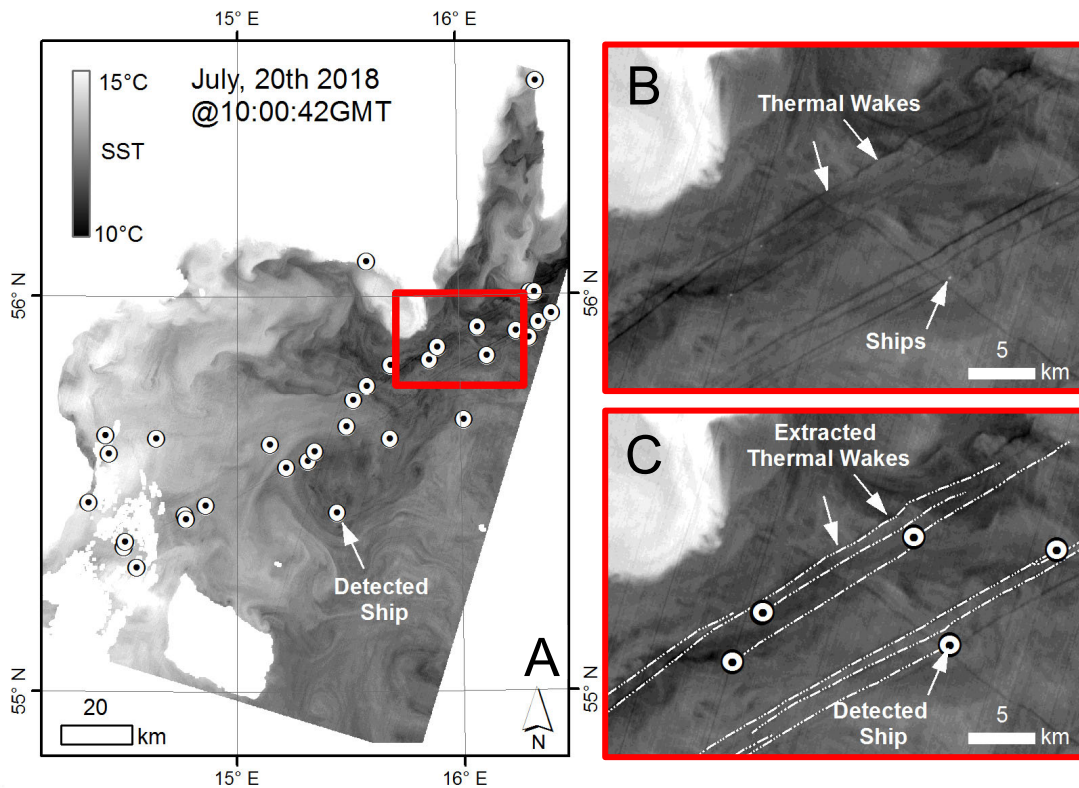 15° E
16° E
15°C
SST
10°C
July, 20th 2018
@10:00:42GMT
56° N
56° N
55° N
55° N
Detected
Ship
A
N
20
km
15° E
16° E
B
Thermal Wakes
Ships
5
km
C
Extracted
Thermal Wakes
Detected
Ship
5
km